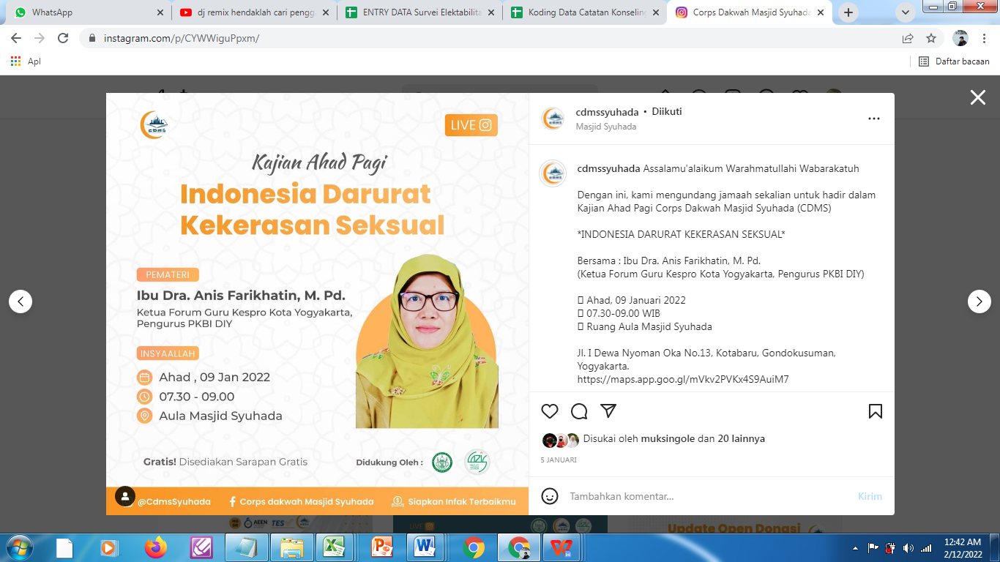 WhatsApp
dj remix hendaklah cari pengg
ENTRY DATA Survei Elektabilita
Koding Data Catatan Konseling
Corps Dakwah Masjid Syuhada
instagram.com/p/CYWWiguPpxm/
Apl
Daftar bacaan
CDMS
LIVE
Kajian Ahad Pagi
Indonesia Darurat
Kekerasan Seksual
PEMATERI
Ibu Dra. Anis Farikhatin, M. Pd.
Ketua Forum Guru Kespro Kota Yogyakarta,
Pengurus PKBI DIY
INSYAALLAH
Ahad , 09 Jan 2022
07.30 - 09.00
Aula Masjid Syuhada
Gratis! Disediakan Sarapan Gratis
Didukung Oleh :
@CdmsSyuhada
Corps dakwah Masjid Syuhada
Siapkan Infak Terbaikmu
cdmssyuhada • Diikuti
Masjid Syuhada
cdmssyuhada Assalamu'alaikum Warahmatullahi Wabarakatuh
Dengan ini, kami mengundang jamaah sekalian untuk hadir dalam
Kajian Ahad Pagi Corps Dakwah Masjid Syuhada (CDMS)
*INDONESIA DARURAT KEKERASAN SEKSUAL*
Bersama : Ibu Dra. Anis Farikhatin, M. Pd.
(Ketua Forum Guru Kespro Kota Yogyakarta, Pengurus PKBI DIY)
Ahad, 09 Januari 2022
07.30-09.00 WIB
Ruang Aula Masjid Syuhada
Jl. I Dewa Nyoman Oka No.13, Kotabaru, Gondokusuman,
Yogyakarta.
https://maps.app.goo.gl/mVkv2PVKx4S9AuiM7
Disukai oleh muksingole dan 20 lainnya
5 JANUARI
Tambahkan komentar...
Kirim
AEEN
TES
LIVE
Update Open Donasi
12:42 AM
2/12/2022